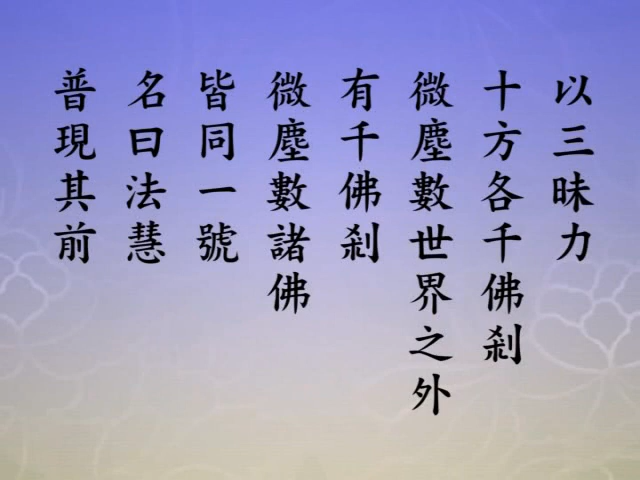 以三昧力
十方各千佛剎
微塵數世界之外
有千佛剎
微塵數諸佛
皆同一號
名曰法慧
普現其前